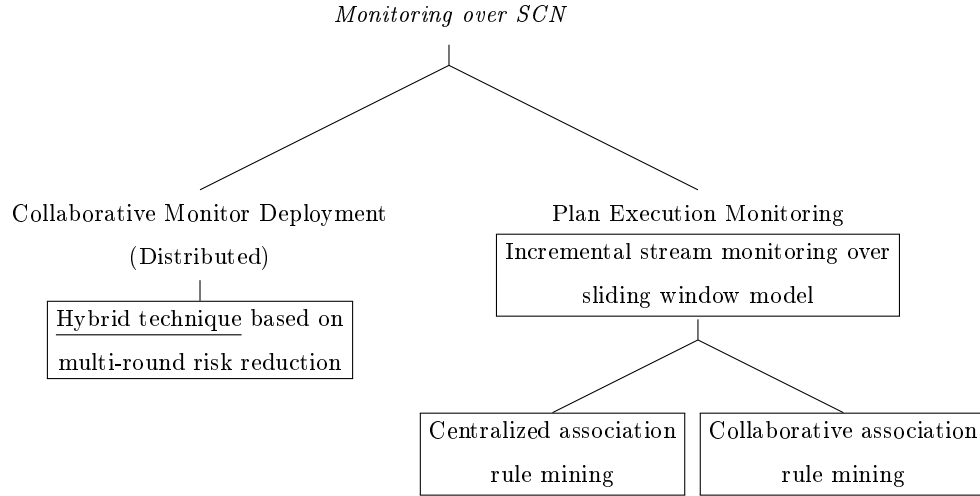 Monitoring over SCN
Collaborative Monitor Deployment
(Distributed)
Hybrid technique based on
multi-round risk reduction
Plan Execution Monitoring
Incremental stream monitoring over
sliding window model
Centralized association
rule mining
Collaborative association
rule mining